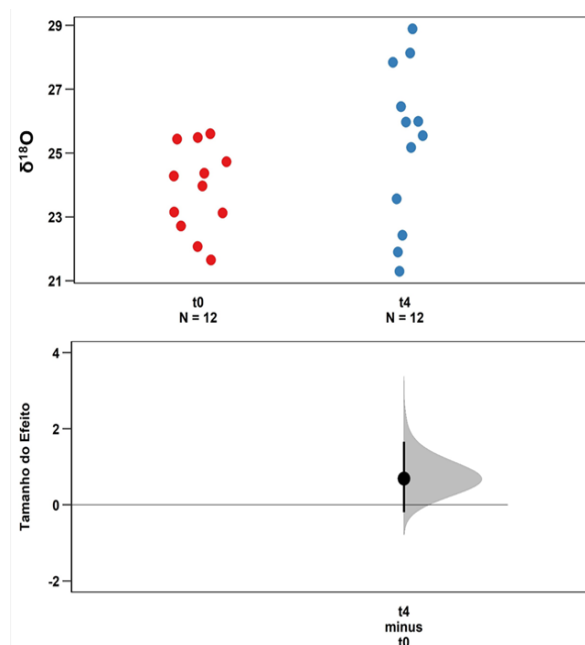 29
27
25
23
21
δ¹⁸O
t0
N = 12
t4
N = 12
4
2
0
-2
Tamanho do Efeito
t4
minus
t0